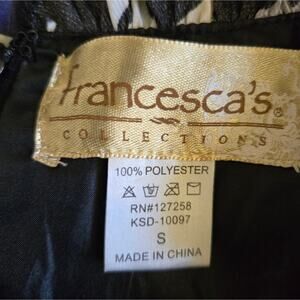 francesca's®
COLLECTIONS
100% POLYESTER
RN#127258
KSD-10097
S
MADE IN CHINA